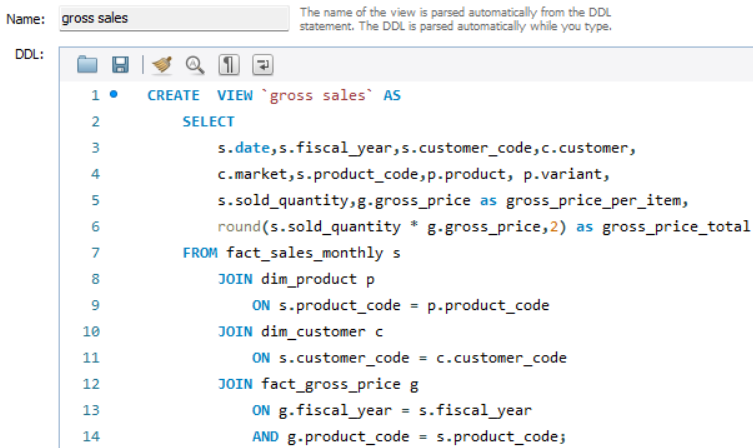 Name: gross sales The name of the view is parsed automatically from the DDL
statement. The DDL is parsed automatically while you type.
DDL:
1 CREATE  VIEW `gross sales` AS
2 SELECT
3 s.date,s.fiscal_year,s.customer_code,c.customer,
4 c.market,s.product_code,p.product, p.variant,
5 s.sold_quantity,g.gross_price as gross_price_per_item,
6 round(s.sold_quantity * g.gross_price,2) as gross_price_total
7 FROM fact_sales_monthly s
8 JOIN dim_product p
9 ON s.product_code = p.product_code
10 JOIN dim_customer c
11 ON s.customer_code = c.customer_code
12 JOIN fact_gross_price g
13 ON g.fiscal_year = s.fiscal_year
14 AND g.product_code = s.product_code;